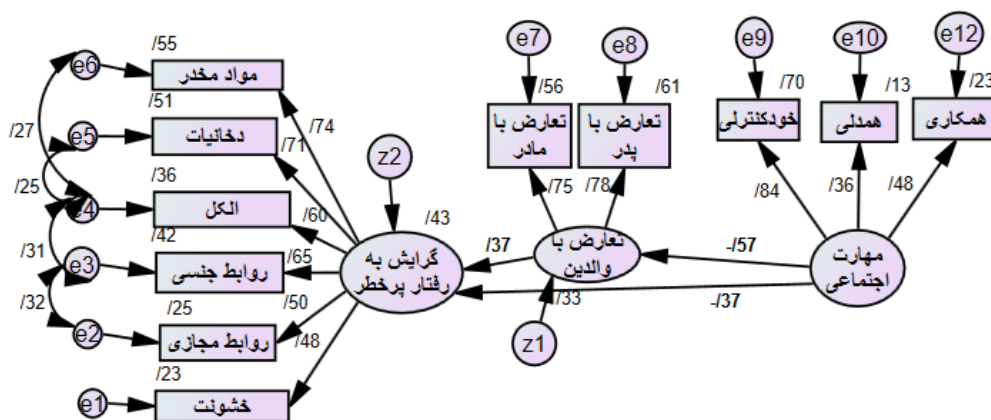 e7
e8
e9
e10
e12
/55
e6
مواد مخدر
/56
/61
/70
/13
/23
/51
تعارض با
مادر
تعارض با
پدر
خودکنترلی
همدلی
همکاری
/27
e5
دخانیات
/71
/74
z2
/25
/36
/75
/78
/84
/36
/48
e4
الکل
/60
/43
/42
/31
e3
روابط جنسی
/65
گرایش به
رفتار پرخطر
/37
تعارض با
والدین
-/57
مهارت
اجتماعی
/25
/50
/33
-/37
/32
e2
روابط مجازی
/48
z1
/23
e1
خشونت